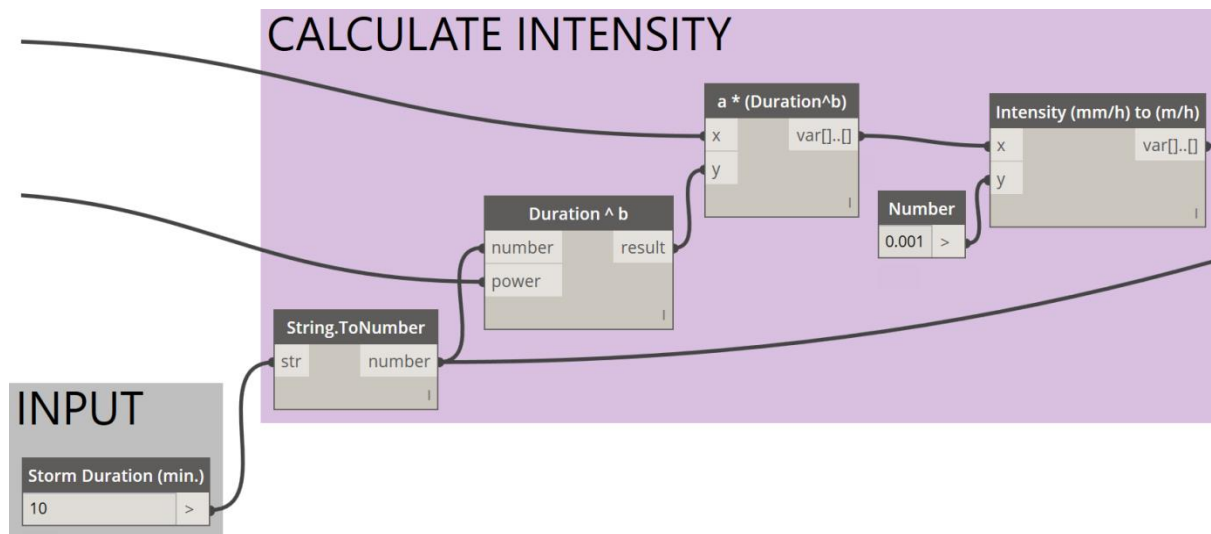 CALCULATE INTENSITY
a * (Duration^b)
x var[]..[]
y
l
Intensity (mm/h) to (m/h)
x var[]..[]
y
l
Number
0.001 >
Duration ^ b
number result
power
l
String.ToNumber
str number
l
INPUT
Storm Duration (min.)
10 >